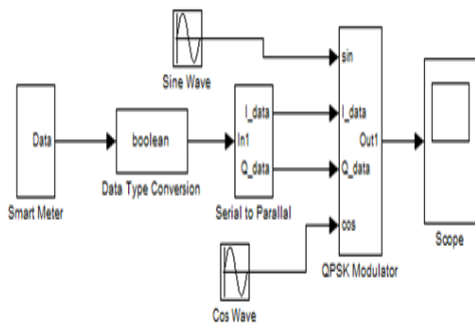 Sine Wave
sin
I_data
I_data
Data
boolean
In1
Out1
Q_data
Q_data
Smart Meter
Data Type Conversion
Serial to Parallal
cos
QPSK Modulator
Scope
Cos Wave